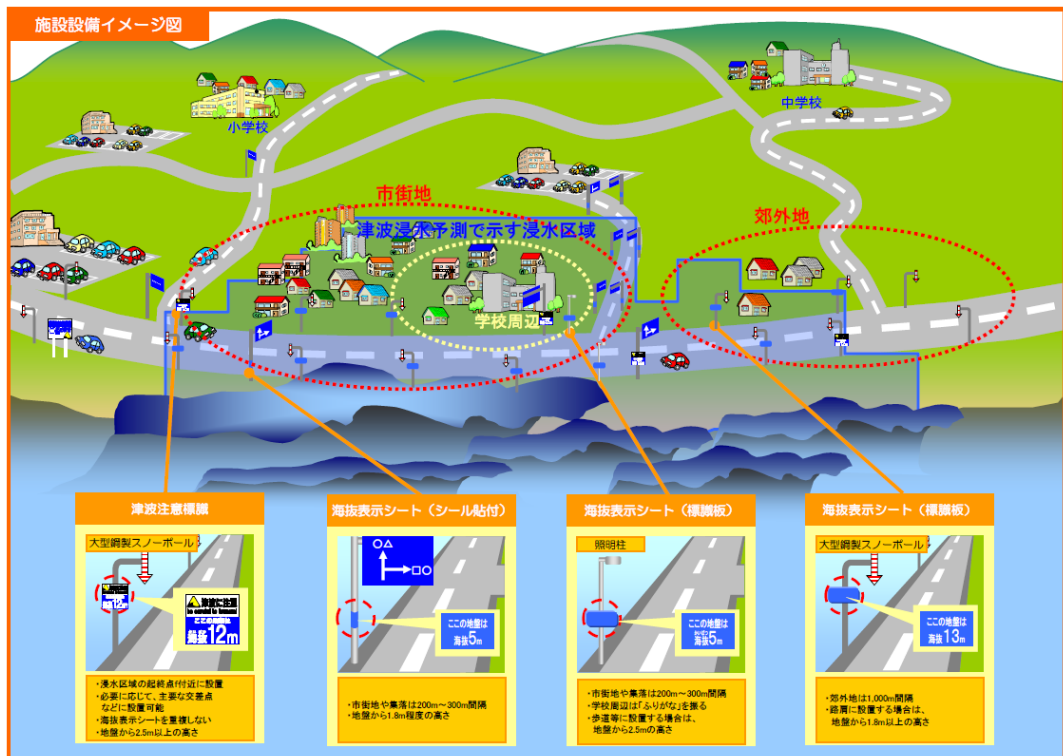 施設設備イメージ図
小学校
中学校
市街地
郊外地
津波浸水予測で示す浸水区域
学校周辺
津波注意標識
大型鋼製スノーポール
津波に注意
ここの地盤は
海抜12m
・浸水区域の起終点付近に設置
・必要に応じて、主要な交差点
などに設置可能
・海抜表示シートを重複しない
・地盤から2.5m以上の高さ
海抜表示シート(シール貼付)
○△
□○
ここの地盤は
海抜5m
・市街地や集落は200m～300m間隔
・地盤から1.8m程度の高さ
海抜表示シート(標識板)
照明柱
ここの地盤は
海抜5m
・市街地や集落は200m～300m間隔
・学校周辺は「ふりがな」を振る
・歩道等に設置する場合は、
地盤から2.5mの高さ
海抜表示シート(標識板)
大型鋼製スノーポール
ここの地盤は
海抜13m
・郊外地は1,000m間隔
・路肩に設置する場合は、
地盤から1.8m以上の高さ